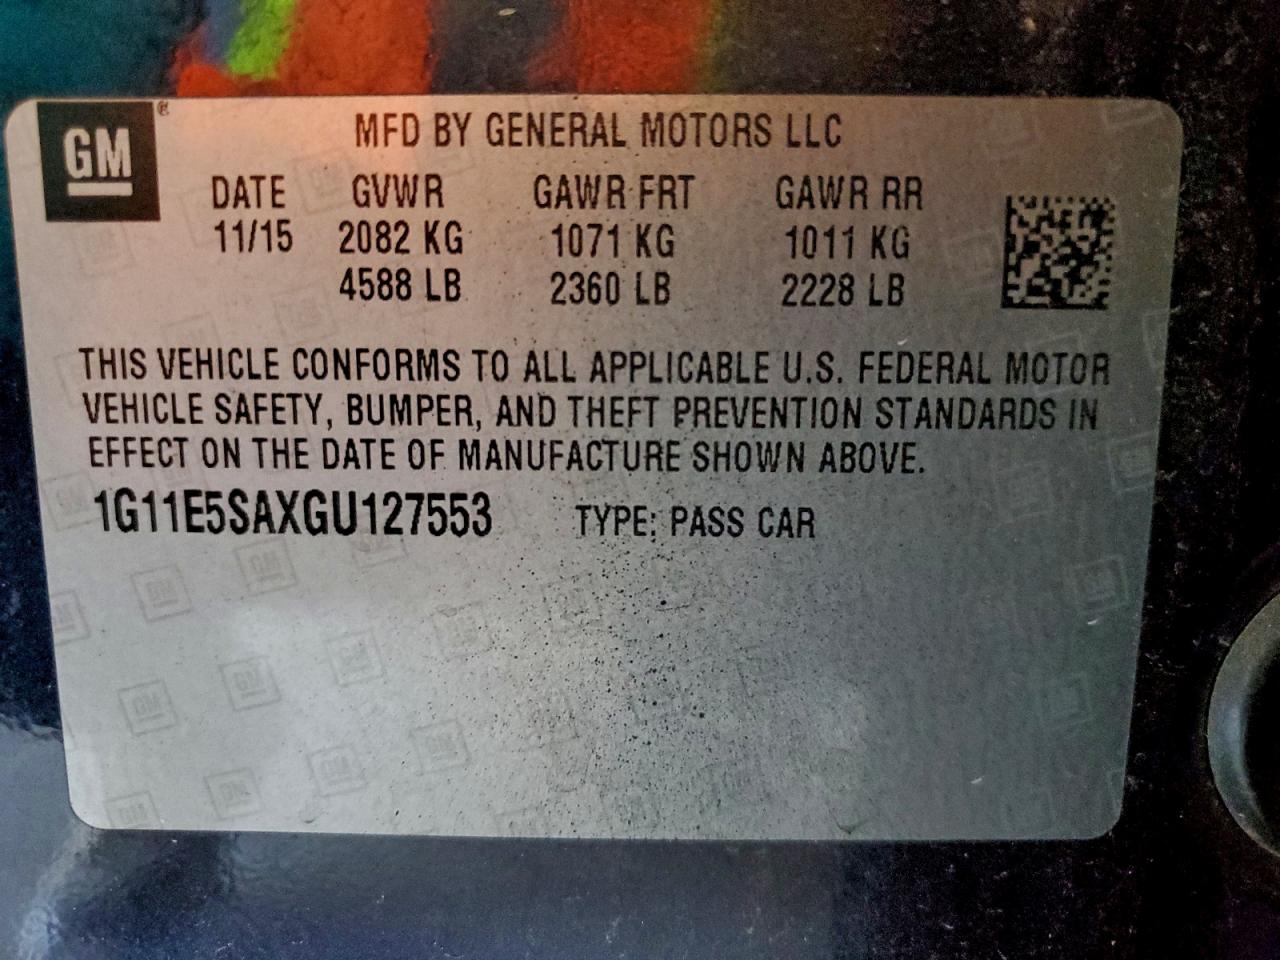 GM®
MFD BY GENERAL MOTORS LLC
DATE GVWR GAWR FRT GAWR RR
11/15 2082 KG 1071 KG 1011 KG
4588 LB 2360 LB 2228 LB
THIS VEHICLE CONFORMS TO ALL APPLICABLE U.S. FEDERAL MOTOR
VEHICLE SAFETY, BUMPER, AND THEFT PREVENTION STANDARDS IN
EFFECT ON THE DATE OF MANUFACTURE SHOWN ABOVE.
1G11E5SAXGU127553 TYPE: PASS CAR